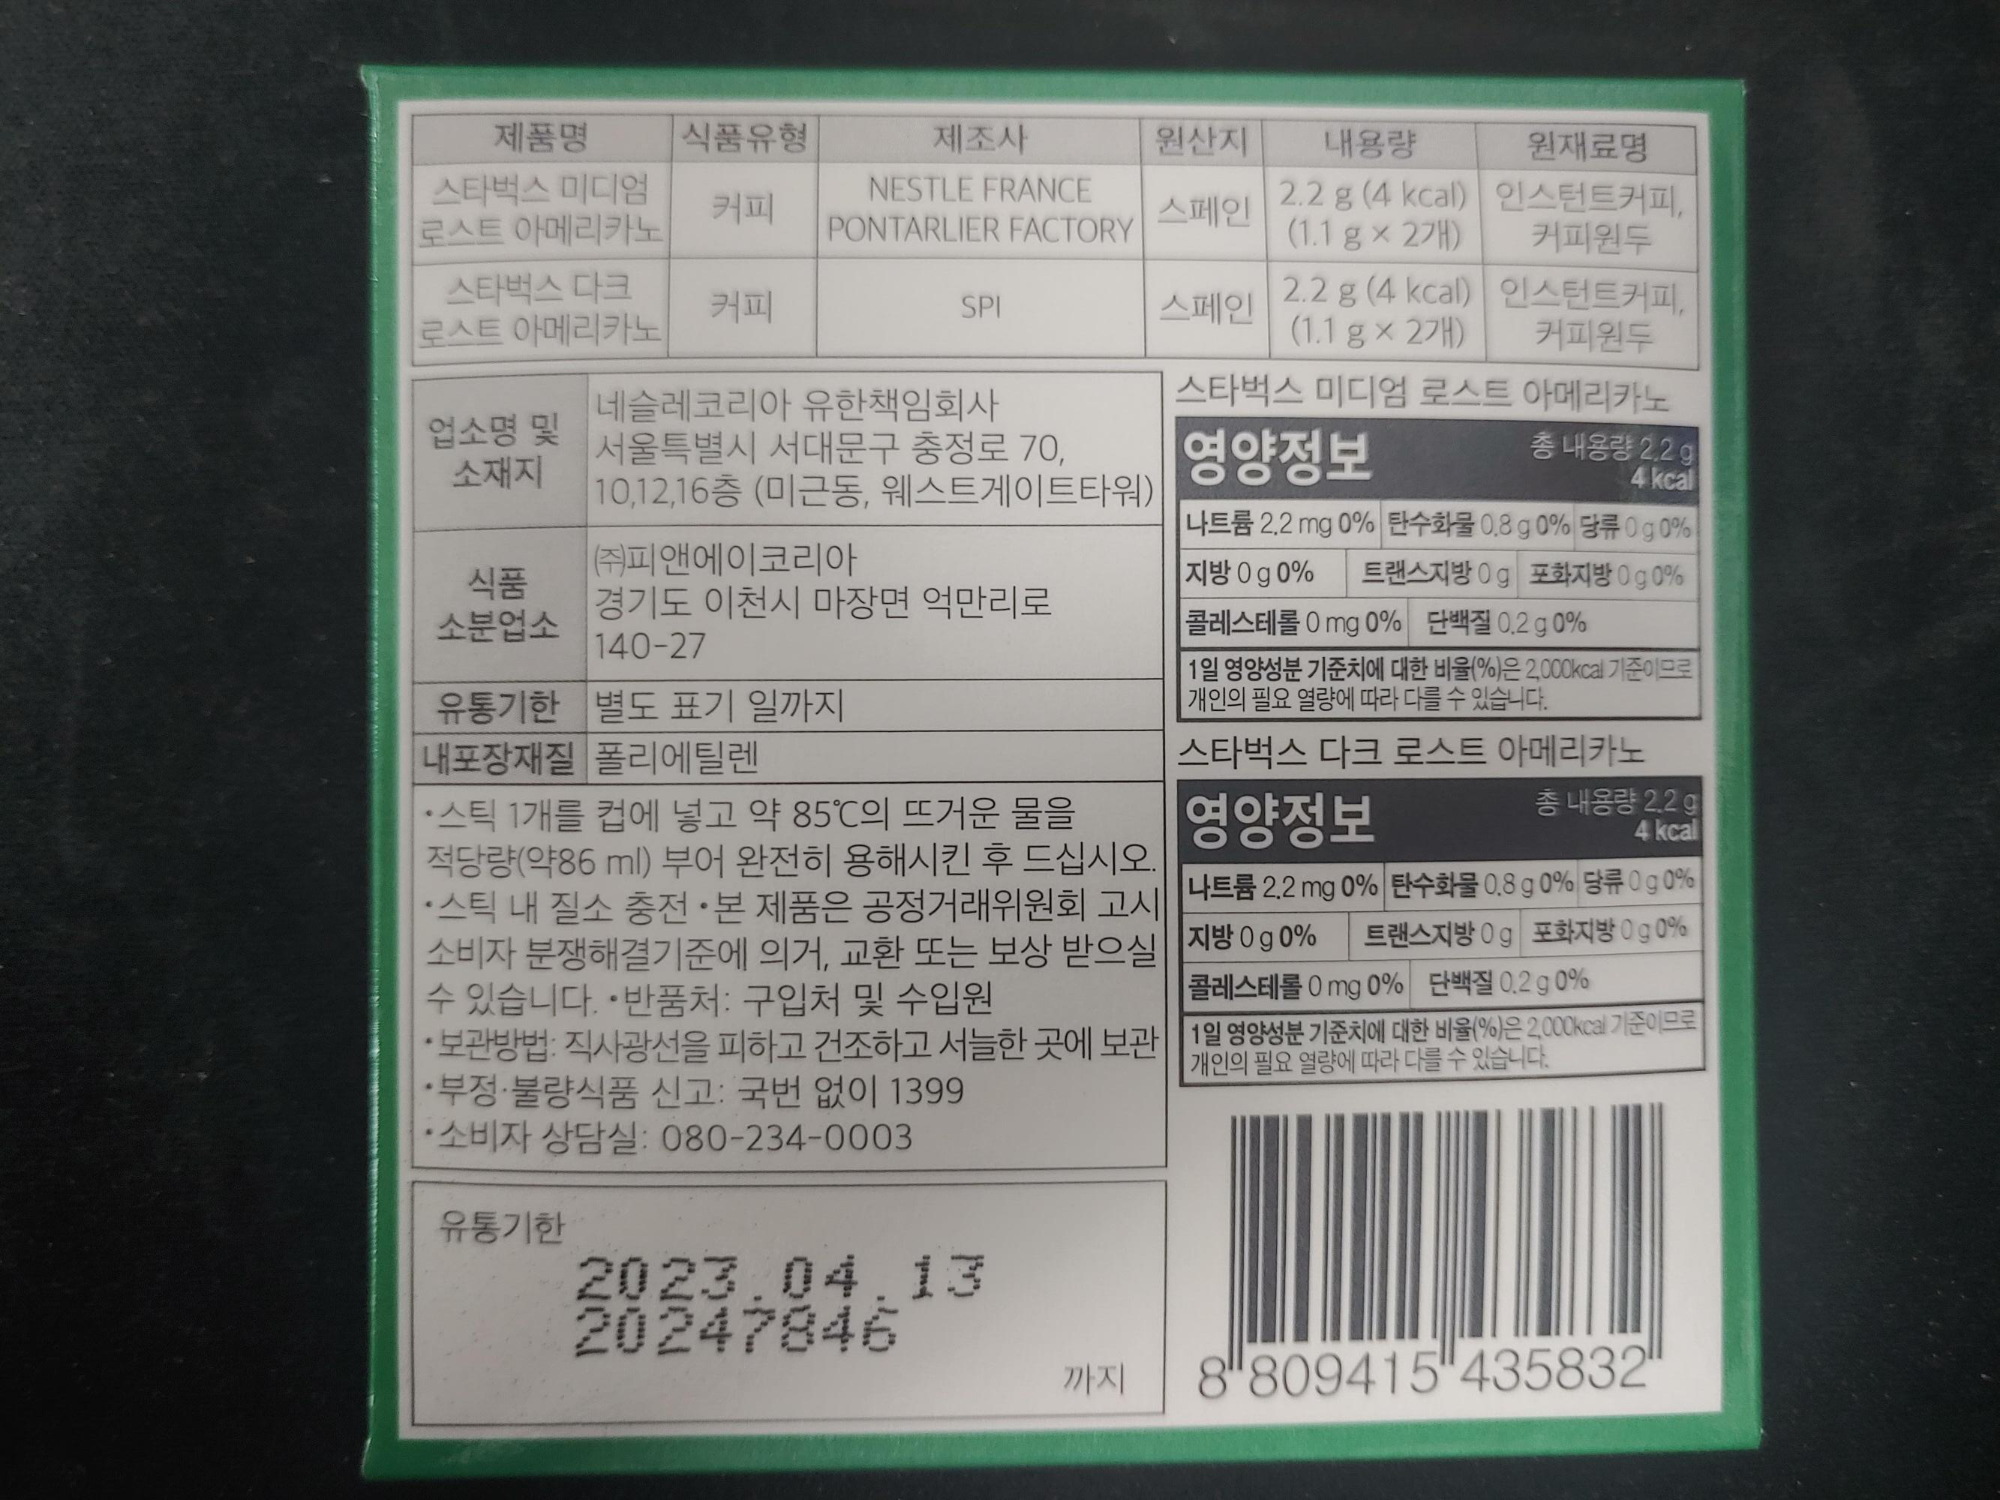 제품명 식품유형 제조사 원산지 내용량 원재료명
스타벅스 미디엄 로스트 아메리카노 커피 NESTLE FRANCE PONTARLIER FACTORY 스페인 2.2 g (4 kcal) (1.1 g × 2개) 인스턴트커피, 커피원두
스타벅스 다크 로스트 아메리카노 커피 SPI 스페인 2.2 g (4 kcal) (1.1 g × 2개) 인스턴트커피, 커피원두
업소명 및
소재지
네슬레코리아 유한책임회사
서울특별시 서대문구 충정로 70,
10,12,16층 (미근동, 웨스트게이트타워)
식품
소분업소
㈜피앤에이코리아
경기도 이천시 마장면 억만리로
140-27
유통기한 별도 표기 일까지
내포장재질 폴리에틸렌
•스틱 1개를 컵에 넣고 약 85℃의 뜨거운 물을
적당량(약86 ml) 부어 완전히 용해시킨 후 드십시오.
•스틱 내 질소 충전 •본 제품은 공정거래위원회 고시
소비자 분쟁해결기준에 의거, 교환 또는 보상 받으실
수 있습니다. •반품처: 구입처 및 수입원
•보관방법: 직사광선을 피하고 건조하고 서늘한 곳에 보관
•부정·불량식품 신고: 국번 없이 1399
•소비자 상담실: 080-234-0003
유통기한
2023.04.13
20247846
까지
스타벅스 미디엄 로스트 아메리카노
영양정보 총 내용량 2.2 g
4 kcal
나트륨 2.2 mg 0% 탄수화물 0.8 g 0% 당류 0 g 0%
지방 0 g 0% 트랜스지방 0 g 포화지방 0 g 0%
콜레스테롤 0 mg 0% 단백질 0.2 g 0%
1일 영양성분 기준치에 대한 비율(%)은 2,000kcal 기준이므로
개인의 필요 열량에 따라 다를 수 있습니다.
스타벅스 다크 로스트 아메리카노
영양정보 총 내용량 2.2 g
4 kcal
나트륨 2.2 mg 0% 탄수화물 0.8 g 0% 당류 0 g 0%
지방 0 g 0% 트랜스지방 0 g 포화지방 0 g 0%
콜레스테롤 0 mg 0% 단백질 0.2 g 0%
1일 영양성분 기준치에 대한 비율(%)은 2,000kcal 기준이므로
개인의 필요 열량에 따라 다를 수 있습니다.
8 809415 435832